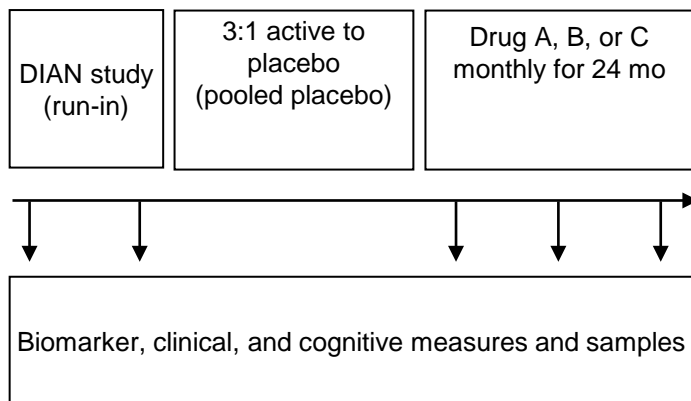 DIAN study
(run-in)
3:1 active to
placebo
(pooled placebo)
Drug A, B, or C
monthly for 24 mo
Biomarker, clinical, and cognitive measures and samples